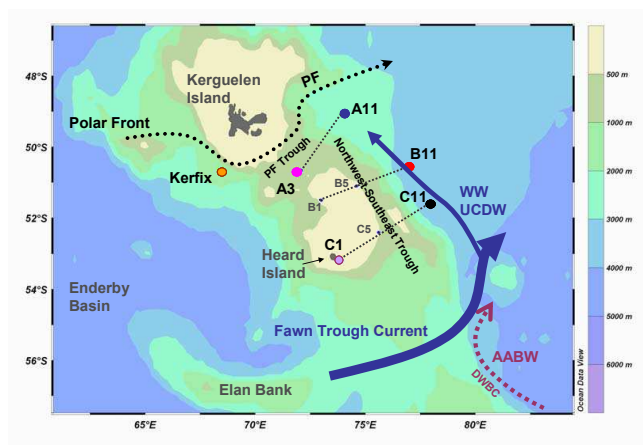 48°S
50°S
52°S
54°S
56°S
65°E
70°E
75°E
80°E
Kerguelen
Island
PF
Polar Front
PF Trough
A11
A3
Kerfix
B11
B5
B1
Northwest-Southeast Trough
C11
C5
C1
WW
UCDW
Heard
Island
Enderby
Basin
Fawn Trough Current
AABW
DWBC
Elan Bank
500 m
1000 m
2000 m
3000 m
4000 m
5000 m
6000 m
Ocean Data View